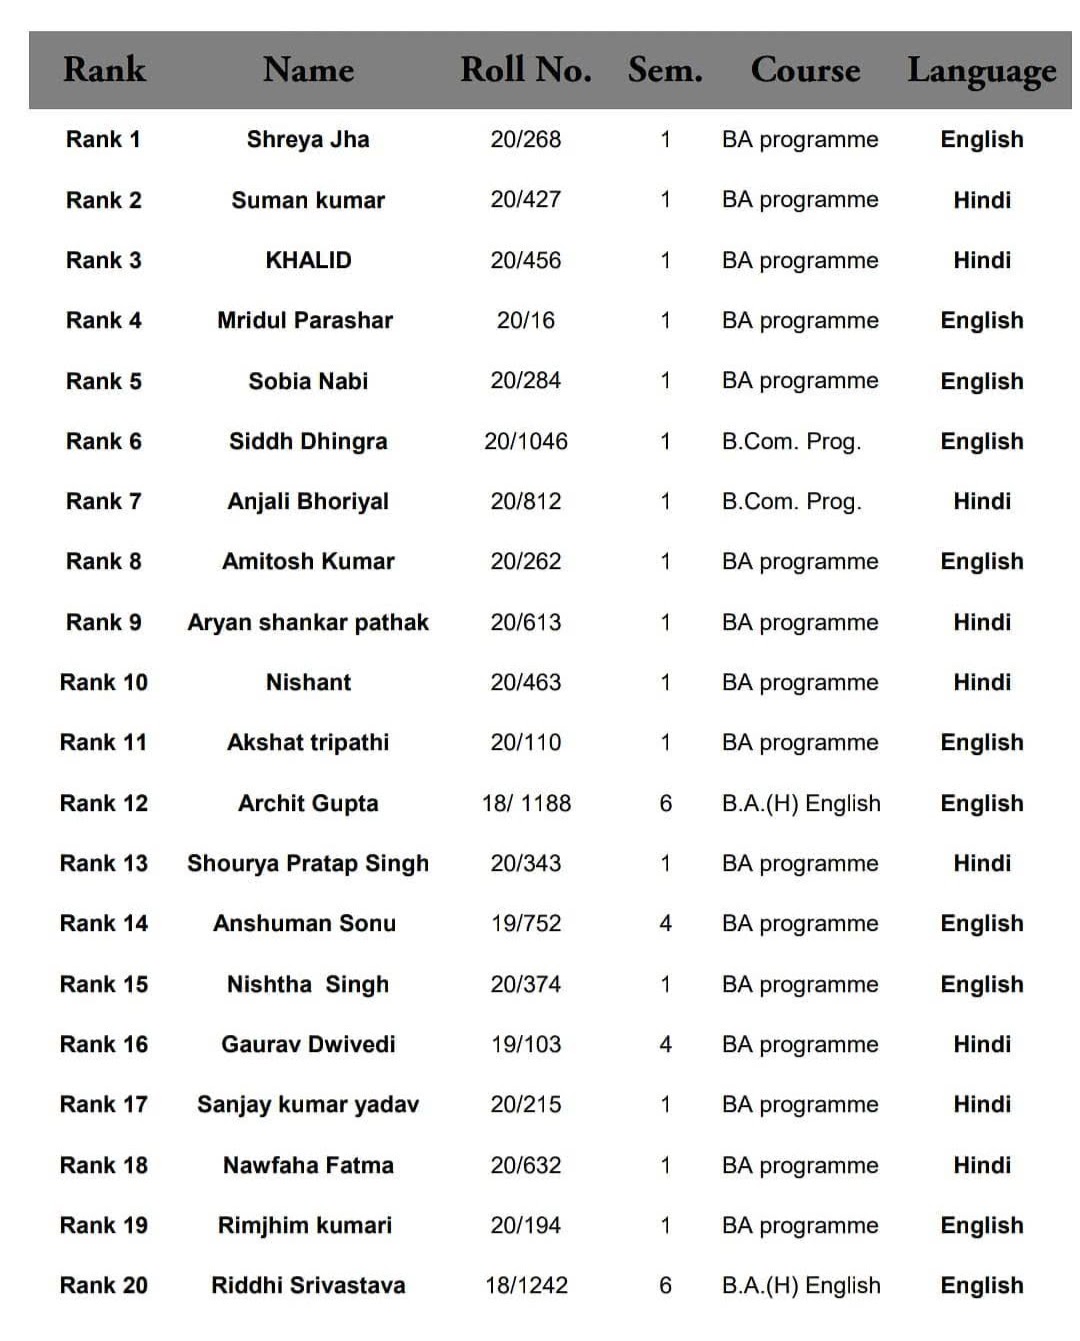 Rank Name Roll No. Sem. Course Language
Rank 1 Shreya Jha 20/268 1 BA programme English
Rank 2 Suman kumar 20/427 1 BA programme Hindi
Rank 3 KHALID 20/456 1 BA programme Hindi
Rank 4 Mridul Parashar 20/16 1 BA programme English
Rank 5 Sobia Nabi 20/284 1 BA programme English
Rank 6 Siddh Dhingra 20/1046 1 B.Com. Prog. English
Rank 7 Anjali Bhoriyal 20/812 1 B.Com. Prog. Hindi
Rank 8 Amitosh Kumar 20/262 1 BA programme English
Rank 9 Aryan shankar pathak 20/613 1 BA programme Hindi
Rank 10 Nishant 20/463 1 BA programme Hindi
Rank 11 Akshat tripathi 20/110 1 BA programme English
Rank 12 Archit Gupta 18/ 1188 6 B.A.(H) English English
Rank 13 Shourya Pratap Singh 20/343 1 BA programme Hindi
Rank 14 Anshuman Sonu 19/752 4 BA programme English
Rank 15 Nishtha  Singh 20/374 1 BA programme English
Rank 16 Gaurav Dwivedi 19/103 4 BA programme Hindi
Rank 17 Sanjay kumar yadav 20/215 1 BA programme Hindi
Rank 18 Nawfaha Fatma 20/632 1 BA programme Hindi
Rank 19 Rimjhim kumari 20/194 1 BA programme English
Rank 20 Riddhi Srivastava 18/1242 6 B.A.(H) English English